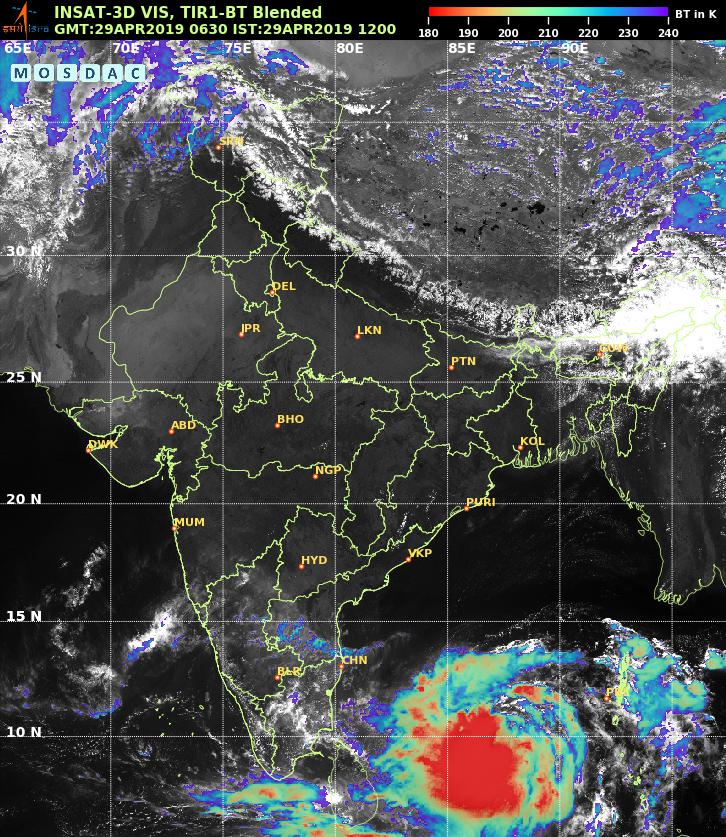 INSAT-3D VIS, TIR1-BT Blended
GMT:29APR2019 0630 IST:29APR2019 1200
BT in K
180 190 200 210 220 230 240
65E 70E 75E 80E 85E 90E
MOSDAC
SRN
30 N
DEL
JPR
LKN
GUW
PTN
25 N
ABD
BHO
DWK
KOL
NGP
20 N
PURI
MUM
VKP
HYD
15 N
CHN
BLR
10 N